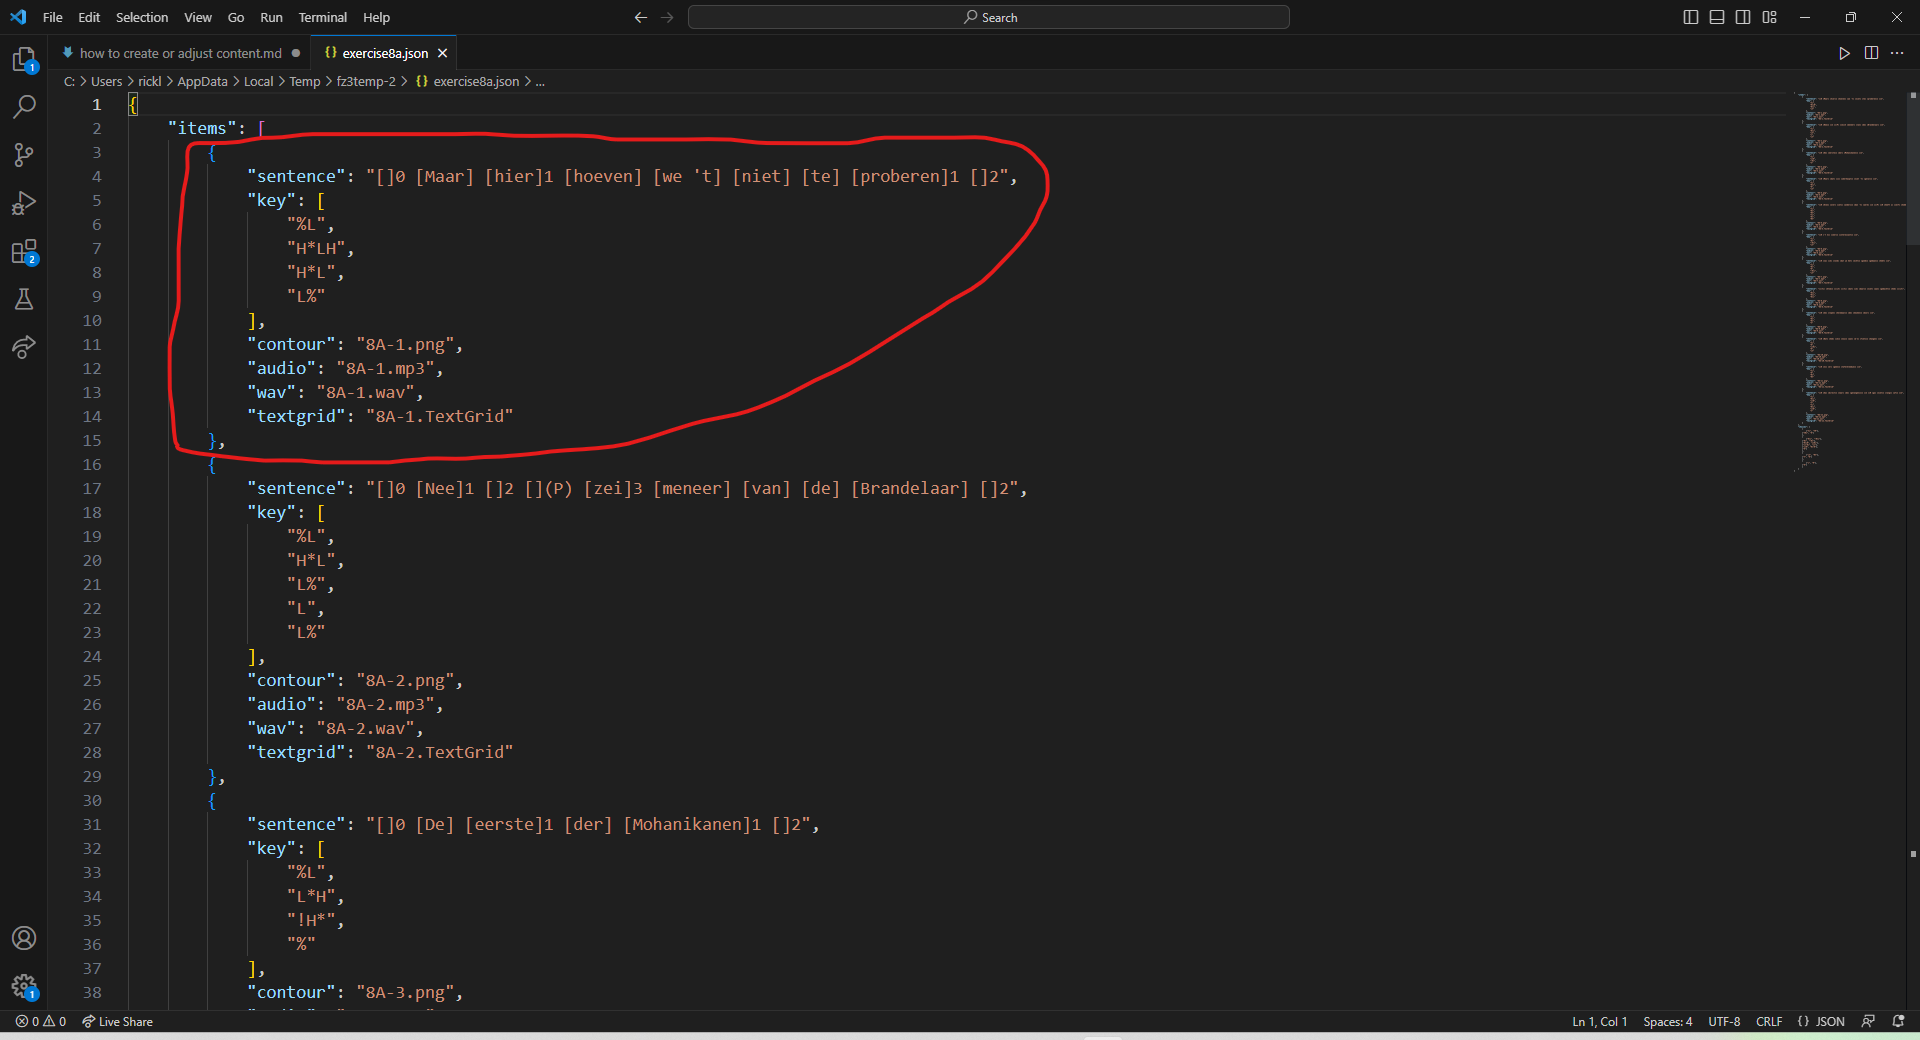 File Edit Selection View Go Run Terminal Help
Search
how to create or adjust content.md
{} exercise8a.json
C: > Users > rickl > AppData > Local > Temp > fz3temp-2 > {} exercise8a.json > ...
1 {
2 "items": [
3 {
4 "sentence": "[]0 [Maar] [hier]1 [hoeven] [we 't] [niet] [te] [proberen]1 []2",
5 "key": [
6 "%L",
7 "H*LH",
8 "H*L",
9 "L%"
10 ],
11 "contour": "8A-1.png",
12 "audio": "8A-1.mp3",
13 "wav": "8A-1.wav",
14 "textgrid": "8A-1.TextGrid"
15 },
16 {
17 "sentence": "[]0 [Nee]1 []2 [](P) [zei]3 [meneer] [van] [de] [Brandelaar] []2",
18 "key": [
19 "%L",
20 "H*L",
21 "L%",
22 "L",
23 "L%"
24 ],
25 "contour": "8A-2.png",
26 "audio": "8A-2.mp3",
27 "wav": "8A-2.wav",
28 "textgrid": "8A-2.TextGrid"
29 },
30 {
31 "sentence": "[]0 [De] [eerste]1 [der] [Mohanikanen]1 []2",
32 "key": [
33 "%L",
34 "L*H",
35 "!H*",
36 "%"
37 ],
38 "contour": "8A-3.png",
1
2
1
0 0 Live Share
Ln 1, Col 1 Spaces: 4 UTF-8 CRLF {} JSON